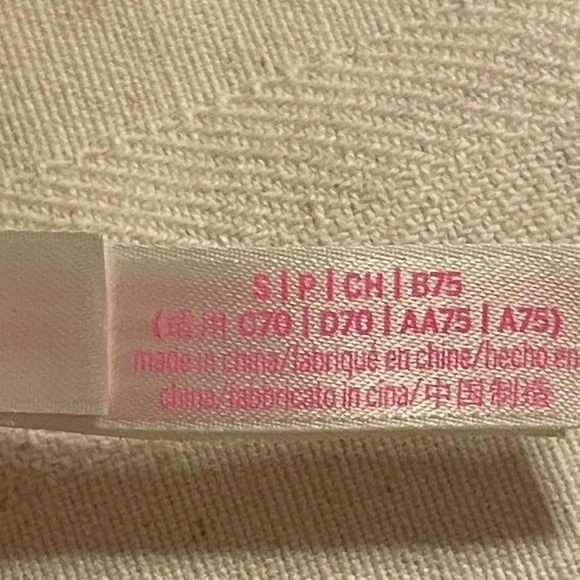 S | P | CH | B75
(适用 C70 | D70 | AA75 | A75)
made in china/fabriqué en chine/hecho en
china/fabbricato in cina/中国制造